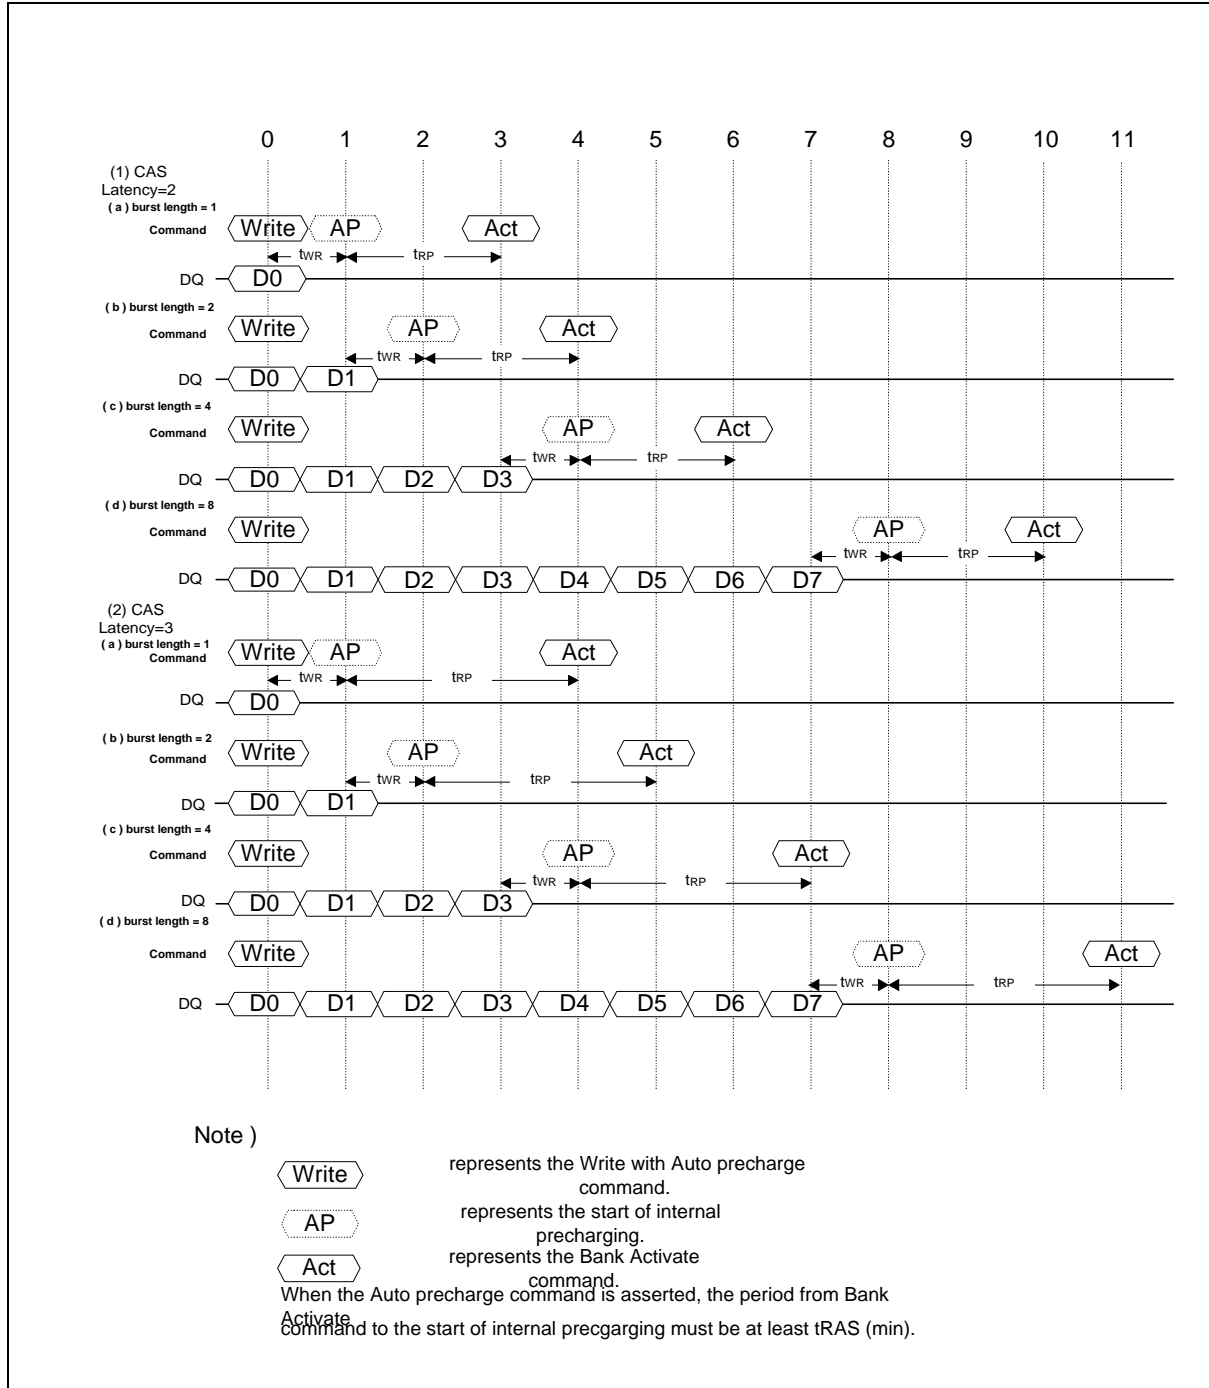 0 1 2 3 4 5 6 7 8 9 10 11
(1) CAS
Latency=2
( a ) burst length = 1
Command Write AP Act
tWR tRP
DQ D0
( b ) burst length = 2
Command Write AP Act
tWR tRP
DQ D0 D1
( c ) burst length = 4
Command Write AP Act
tWR tRP
DQ D0 D1 D2 D3
( d ) burst length = 8
Command Write AP Act
tWR tRP
DQ D0 D1 D2 D3 D4 D5 D6 D7
(2) CAS
Latency=3
( a ) burst length = 1
Command Write AP Act
tWR tRP
DQ D0
( b ) burst length = 2
Command Write AP Act
tWR tRP
DQ D0 D1
( c ) burst length = 4
Command Write AP Act
tWR tRP
DQ D0 D1 D2 D3
( d ) burst length = 8
Command Write AP Act
tWR tRP
DQ D0 D1 D2 D3 D4 D5 D6 D7
Note )
Write represents the Write with Auto precharge
command.
AP represents the start of internal
precharging.
Act represents the Bank Activate
command.
When the Auto precharge command is asserted, the period from Bank
Activate
command to the start of internal precgarging must be at least tRAS (min).